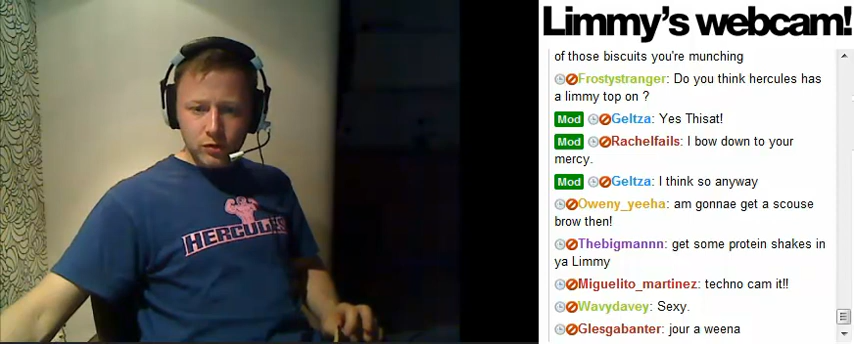 Limmy's webcam!
of those biscuits you're munching
Frostystranger: Do you think hercules has
a limmy top on ?
Mod Geltza: Yes Thisat!
Mod Rachelfails: I bow down to your
mercy.
Mod Geltza: I think so anyway
Oweny_yeeha: am gonnae get a scouse
brow then!
Thebigmannn: get some protein shakes in
ya Limmy
Miguelito_martinez: techno cam it!!
Wavydavey: Sexy.
Glesgabanter: jour a weena
HERCULES